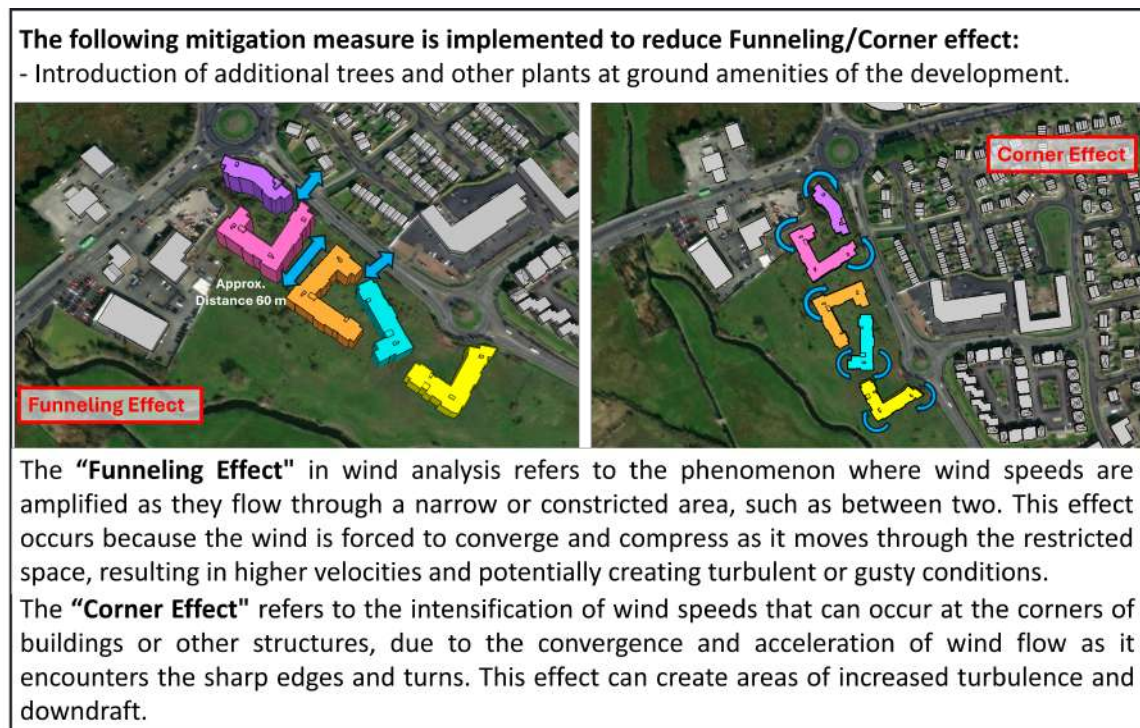 The following mitigation measure is implemented to reduce Funneling/Corner effect:
- Introduction of additional trees and other plants at ground amenities of the development.
Approx.
Distance 60 m
Funneling Effect
Corner Effect
The “Funneling Effect" in wind analysis refers to the phenomenon where wind speeds are
amplified as they flow through a narrow or constricted area, such as between two. This effect
occurs because the wind is forced to converge and compress as it moves through the restricted
space, resulting in higher velocities and potentially creating turbulent or gusty conditions.
The “Corner Effect" refers to the intensification of wind speeds that can occur at the corners of
buildings or other structures, due to the convergence and acceleration of wind flow as it
encounters the sharp edges and turns. This effect can create areas of increased turbulence and
downdraft.